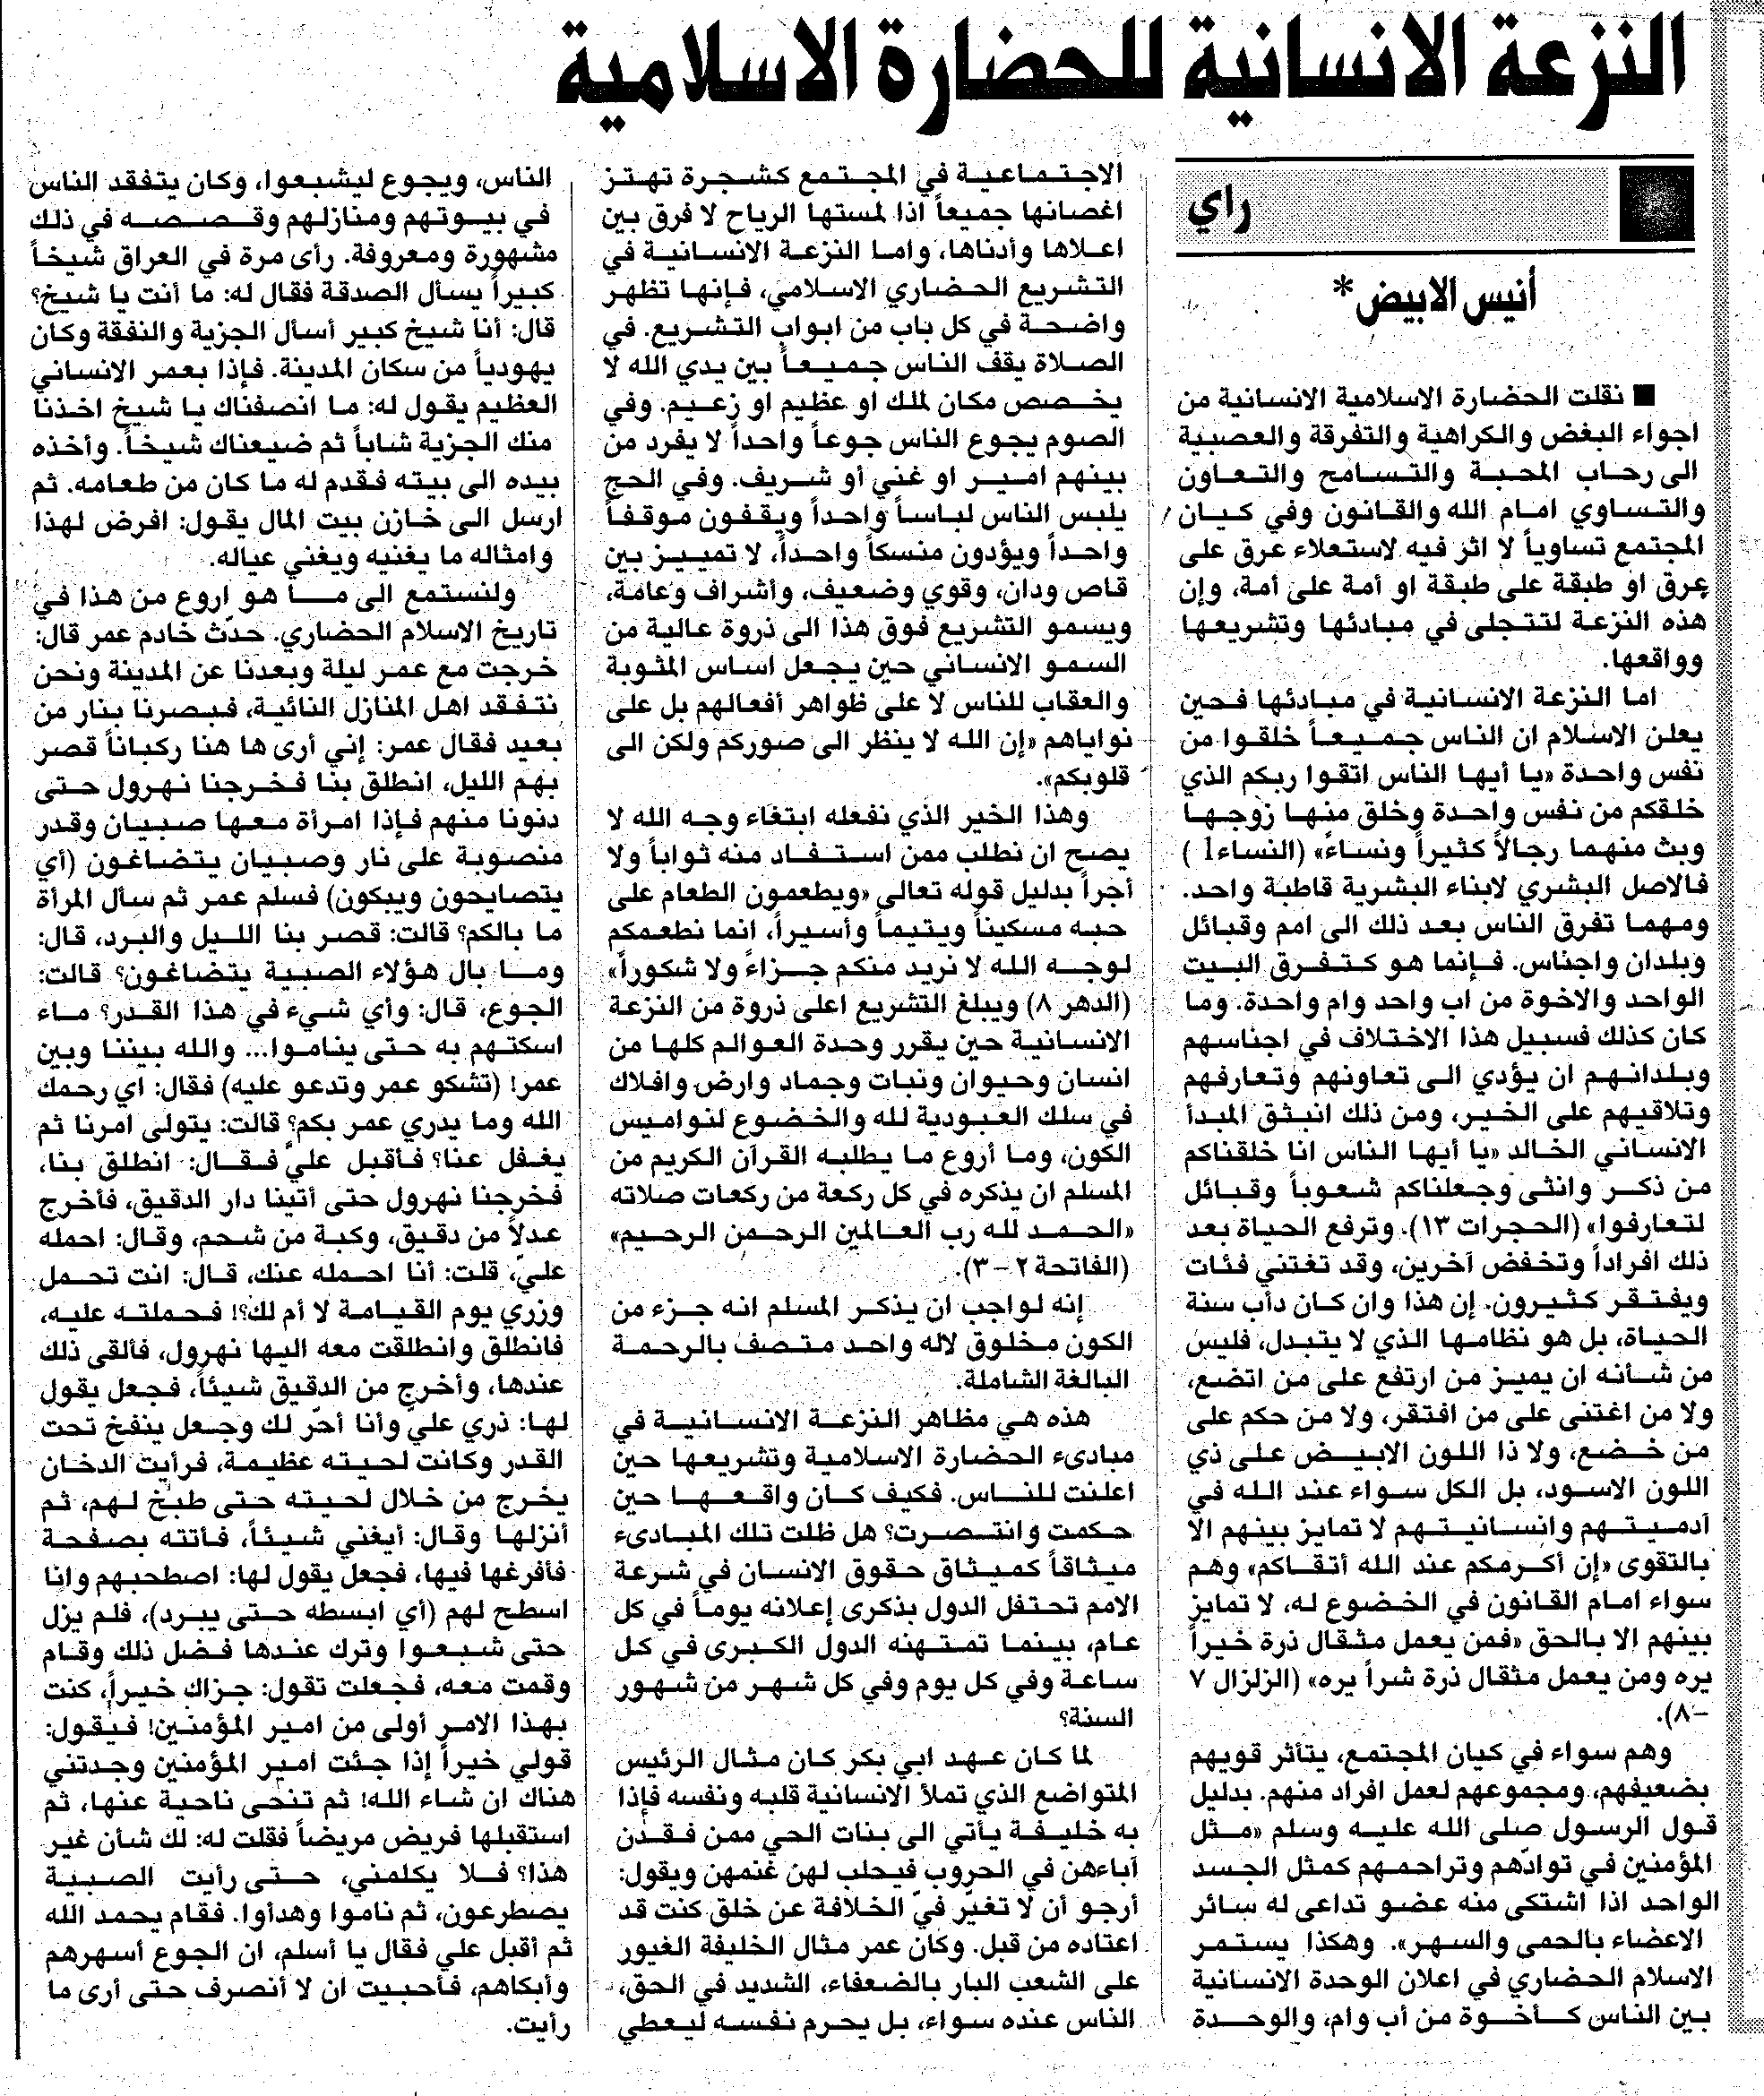 النزعة الانسانية للحضارة الاسلامية
راي
أنيس الابيض*
■ نقلت الحضارة الاسلامية الانسانية من
اجواء البغض والكراهية والتفرقة والعصبية
الى رحاب المحبة والتسامح والتعاون
والتساوي امام الله والقانون وفي كيان
المجتمع تساوياً لا اثر فيه لاستعلاء عرق على
عرق او طبقة على طبقة او أمة على أمة، وإن
هذه النزعة لتتجلى في مبادئها وتشريعها
وواقعها.
اما النزعة الانسانية في مبادئها فحين
يعلن الاسلام ان الناس جميعاً خلقوا من
نفس واحدة «يا أيها الناس اتقوا ربكم الذي
خلقكم من نفس واحدة وخلق منها زوجها
وبث منهما رجالاً كثيراً ونساءً» (النساء1 )
فالاصل البشري لابناء البشرية قاطبة واحد.
ومهما تفرق الناس بعد ذلك الى امم وقبائل
وبلدان واجناس. فإنما هو كتفرق البيت
الواحد والاخوة من اب واحد وام واحدة. وما
كان كذلك فسبيل هذا الاختلاف في اجناسهم
وبلدانهم ان يؤدي الى تعاونهم وتعارفهم
وتلاقيهم على الخير، ومن ذلك انبثق المبدأ
الانساني الخالد «يا أيها الناس انا خلقناكم
من ذكر وانثى وجعلناكم شعوباً وقبائل
لتعارفوا» (الحجرات ١٣). وترفع الحياة بعد
ذلك افراداً وتخفض آخرين، وقد تغتني فئات
ويفتقر كثيرون. إن هذا وان كان دأب سنة
الحياة، بل هو نظامها الذي لا يتبدل، فليس
من شأنه ان يميز من ارتفع على من اتضع،
ولا من اغتنى على من افتقر، ولا من حكم على
من خضع، ولا ذا اللون الابيض على ذي
اللون الاسود، بل الكل سواء عند الله في
آدميتهم وانسانيتهم لا تمايز بينهم الا
بالتقوى «إن أكرمكم عند الله أتقاكم» وهم
سواء امام القانون في الخضوع له، لا تمايز
بينهم إلا بالحق «فمن يعمل مثقال ذرة خيراً
يره ومن يعمل مثقال ذرة شراً يره» (الزلزال ٧
–٨).
وهم سواء في كيان المجتمع، يتأثر قويهم
بضعيفهم، ومجموعهم لعمل افراد منهم. بدليل
قول الرسول صلى الله عليه وسلم «مثل
المؤمنين في توادّهم وتراحمهم كمثل الجسد
الواحد اذا اشتكى منه عضو تداعى له سائر
الاعضاء بالحمى والسهر». وهكذا يستمر
الاسلام الحضاري في اعلان الوحدة الانسانية
بين الناس كأخوة من أب وام، والوحدة
الاجتماعية في المجتمع كشجرة تهتز
اغصانها جميعاً اذا لمستها الرياح لا فرق بين
اعلاها وأدناها، واما النزعة الانسانية في
التشريع الحضاري الاسلامي، فإنها تظهر
واضحة في كل باب من ابواب التشريع. في
الصلاة يقف الناس جميعاً بين يدي الله لا
يخصص مكان لملك او عظيم او زعيم. وفي
الصوم يجوع الناس جوعاً واحداً لا يفرد من
بينهم امير او غني أو شريف. وفي الحج
يلبس الناس لباساً واحداً ويقفون موقفاً
واحداً ويؤدون منسكاً واحداً، لا تمييز بين
قاص ودان، وقوي وضعيف، وأشراف وعامة،
ويسمو التشريع فوق هذا الى ذروة عالية من
السمو الانساني حين يجعل اساس المثوبة
والعقاب للناس لا على ظواهر أفعالهم بل على
نواياهم «إن الله لا ينظر الى صوركم ولكن الى
قلوبكم».
وهذا الخير الذي نفعله ابتغاء وجه الله لا
يصح ان نطلب ممن استفاد منه ثواباً ولا
أجراً بدليل قوله تعالى «ويطعمون الطعام على
حبه مسكيناً ويتيماً وأسيراً، انما نطعمكم
لوجه الله لا نريد منكم جزاءً ولا شكوراً»
(الدهر ٨) ويبلغ التشريع اعلى ذروة من النزعة
الانسانية حين يقرر وحدة العوالم كلها من
انسان وحيوان ونبات وجماد وارض وافلاك
في سلك العبودية لله والخضوع لنواميس
الكون، وما أروع ما يطلبه القرآن الكريم من
المسلم ان يذكره في كل ركعة من ركعات صلاته
«الحمد لله رب العالمين الرحمن الرحيم»
(الفاتحة ٢ – ٣).
إنه لواجب ان يذكر المسلم انه جزء من
الكون مخلوق لاله واحد متصف بالرحمة
البالغة الشاملة.
هذه هي مظاهر النزعة الانسانية في
مبادىء الحضارة الاسلامية وتشريعها حين
اعلنت للناس. فكيف كان واقعها حين
حكمت وانتصرت؟ هل ظلت تلك المبادىء
ميثاقاً كميثاق حقوق الانسان في شرعة
الامم تحتفل الدول بذكرى إعلانه يوماً في كل
عام، بينما تمتهنه الدول الكبرى في كل
ساعة وفي كل يوم وفي كل شهر من شهور
السنة؟
لما كان عهد ابي بكر كان مثال الرئيس
المتواضع الذي تملأ الانسانية قلبه ونفسه فإذا
به خليفة يأتي الى بنات الحي ممن فقدن
آباءهن في الحروب فيحلب لهن غنمهن ويقول:
أرجو أن لا تغيّر فيّ الخلافة عن خلق كنت قد
اعتاده من قبل. وكان عمر مثال الخليفة الغيور
على الشعب البار بالضعفاء، الشديد في الحق،
الناس عنده سواء، بل يحرم نفسه ليعطي
الناس، ويجوع ليشبعوا، وكان يتفقد الناس
في بيوتهم ومنازلهم وقصصه في ذلك
مشهورة ومعروفة. رأى مرة في العراق شيخاً
كبيراً يسأل الصدقة فقال له: ما أنت يا شيخ؟
قال: أنا شيخ كبير أسأل الجزية والنفقة وكان
يهودياً من سكان المدينة. فإذا بعمر الانساني
العظيم يقول له: ما انصفناك يا شيخ اخذنا
منك الجزية شاباً ثم ضيعناك شيخاً. وأخذه
بيده الى بيته فقدم له ما كان من طعامه. ثم
ارسل الى خازن بيت المال يقول: افرض لهذا
وامثاله ما يغنيه ويغني عياله.
ولنستمع الى ما هو اروع من هذا في
تاريخ الاسلام الحضاري. حدّث خادم عمر قال:
خرجت مع عمر ليلة وبعدنا عن المدينة ونحن
نتفقد اهل المنازل النائية، فبصرنا بنار من
بعيد فقال عمر: إني أرى ها هنا ركباناً قصر
بهم الليل، انطلق بنا فخرجنا نهرول حتى
دنونا منهم فإذا امرأة معها صبيان وقدر
منصوبة على نار وصبيان يتضاغون (أي
يتصايحون ويبكون) فسلم عمر ثم سأل المرأة
ما بالكم؟ قالت: قصر بنا الليل والبرد، قال:
وما بال هؤلاء الصبية يتضاغون؟ قالت:
الجوع، قال: وأي شيء في هذا القدر؟ ماء
اسكتهم به حتى يناموا... والله بيننا وبين
عمر! (تشكو عمر وتدعو عليه) فقال: اي رحمك
الله وما يدري عمر بكم؟ قالت: يتولى امرنا ثم
يغفل عنا؟ فأقبل عليّ فقال: انطلق بنا،
فخرجنا نهرول حتى أتينا دار الدقيق، فأخرج
عدلاً من دقيق، وكبة من شحم، وقال: احمله
عليّ، قلت: أنا احمله عنك، قال: انت تحمل
وزري يوم القيامة لا أم لك؟! فحملته عليه،
فانطلق وانطلقت معه اليها نهرول، فألقى ذلك
عندها، وأخرج من الدقيق شيئاً، فجعل يقول
لها: ذري عليّ وأنا أحرّ لك وجعل ينفخ تحت
القدر وكانت لحيته عظيمة، فرأيت الدخان
يخرج من خلال لحيته حتى طبخ لهم، ثم
أنزلها وقال: أيغني شيئاً، فأتته بصفحة
فأفرغها فيها، فجعل يقول لها: اصطحبهم وانا
اسطح لهم (أي ابسطه حتى يبرد)، فلم يزل
حتى شبعوا وترك عندها فضل ذلك وقام
وقمت معه، فجعلت تقول: جزاك خيراً، كنت
بهذا الامر أولى من امير المؤمنين! فيقول:
قولي خيراً إذا جئت امير المؤمنين وجدتني
هناك ان شاء الله! ثم تنحى ناحية عنها، ثم
استقبلها فريض مريضاً فقلت له: لك شأن غير
هذا؟ فلا يكلمني، حتى رأيت الصبية
يصطرعون، ثم ناموا وهدأوا. فقام يحمد الله
ثم أقبل علي فقال يا أسلم، ان الجوع أسهرهم
وأبكاهم، فأحببت ان لا أنصرف حتى أرى ما
رأيت.